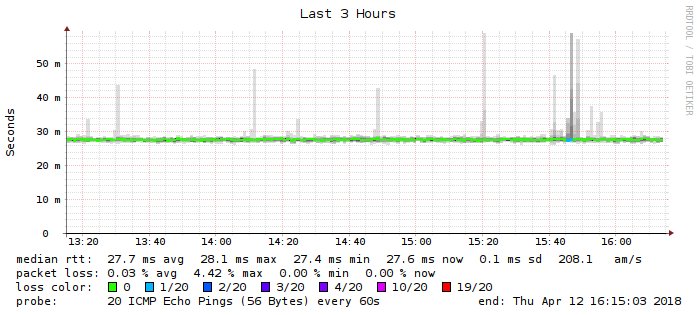 Last 3 Hours
RRDTOOL / TOBI OETIKER
Seconds
50 m
40 m
30 m
20 m
10 m
0
13:20 13:40 14:00 14:20 14:40 15:00 15:20 15:40 16:00
median rtt: 27.7 ms avg 28.1 ms max 27.4 ms min 27.6 ms now 0.1 ms sd 208.1 am/s
packet loss: 0.03 % avg 4.42 % max 0.00 % min 0.00 % now
loss color: 0 1/20 2/20 3/20 4/20 10/20 19/20
probe: 20 ICMP Echo Pings (56 Bytes) every 60s end: Thu Apr 12 16:15:03 2018